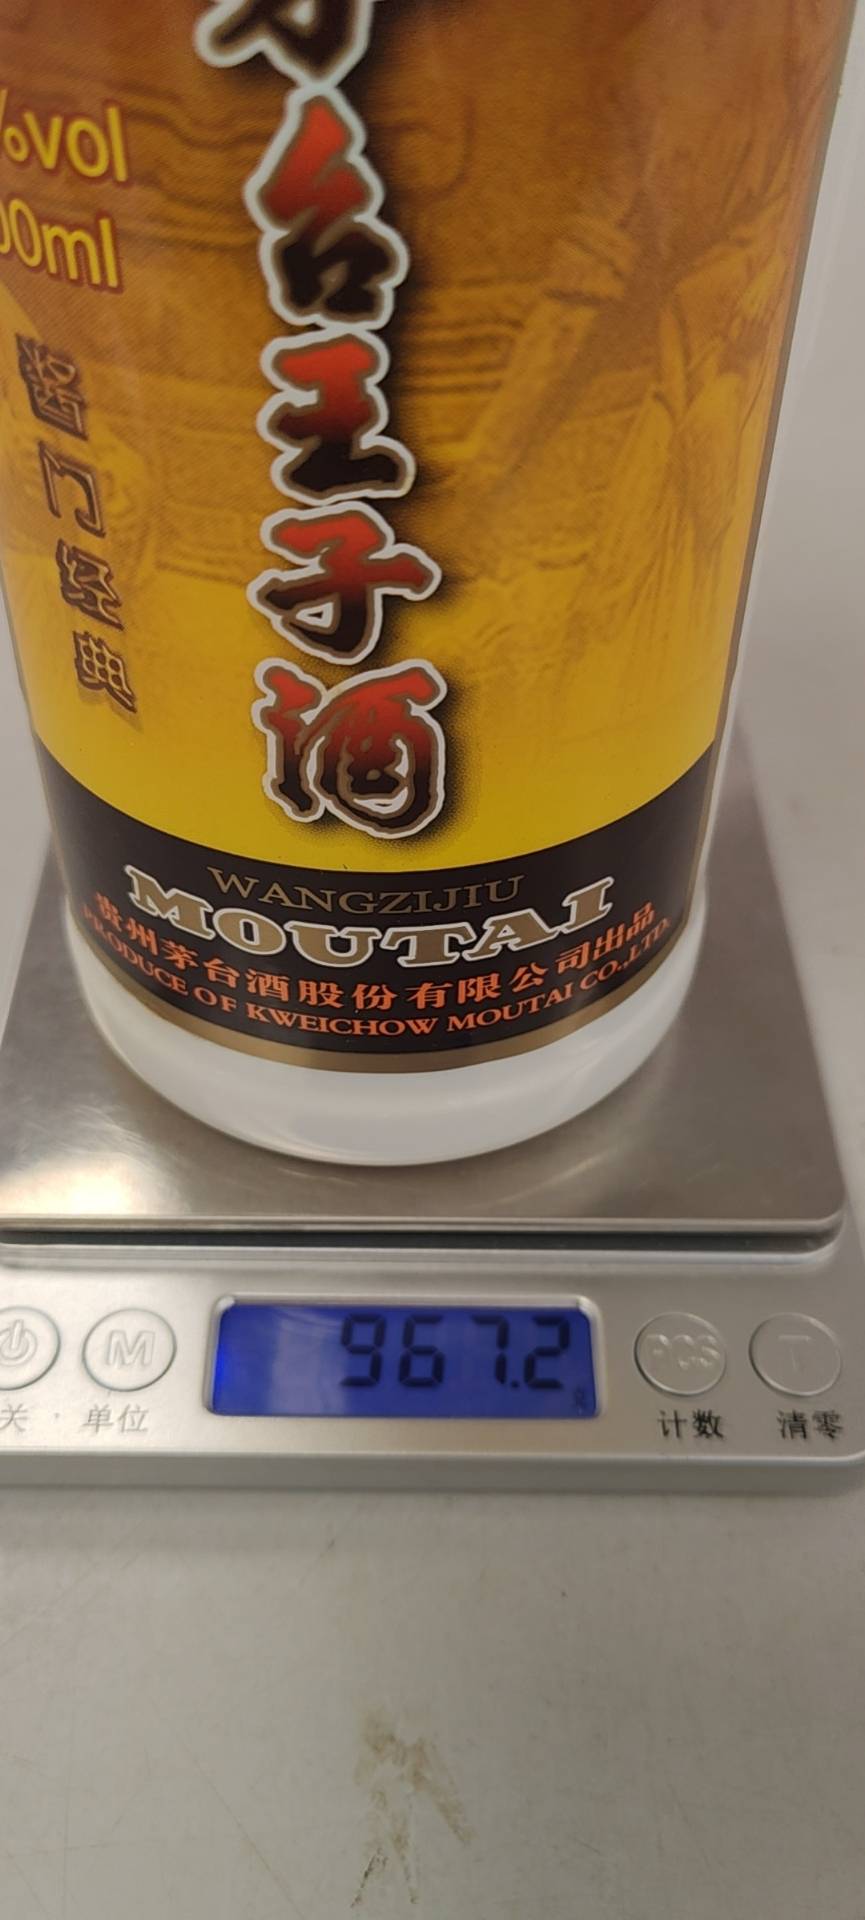 %vol
00ml
酱门经典
台王子酒
WANGZIJIU
MOUTAI
贵州茅台酒股份有限公司出品
PRODUCE OF KWEICHOW MOUTAI CO.,LTD.
967.2
M
PCS
T
关
单位
计数
清零